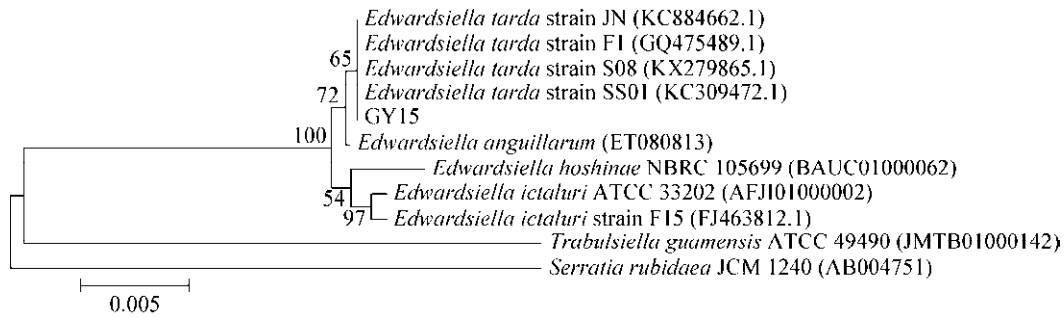 Edwardsiella tarda strain JN (KC884662.1)
Edwardsiella tarda strain F1 (GQ475489.1)
65
Edwardsiella tarda strain S08 (KX279865.1)
72
Edwardsiella tarda strain SS01 (KC309472.1)
GY15
100
Edwardsiella anguillarum (ET080813)
Edwardsiella hoshinae NBRC 105699 (BAUC01000062)
54
Edwardsiella ictaluri ATCC 33202 (AFJI01000002)
97
Edwardsiella ictaluri strain F15 (FJ463812.1)
Trabulsiella guamensis ATCC 49490 (JMTB01000142)
Serratia rubidaea JCM 1240 (AB004751)
0.005